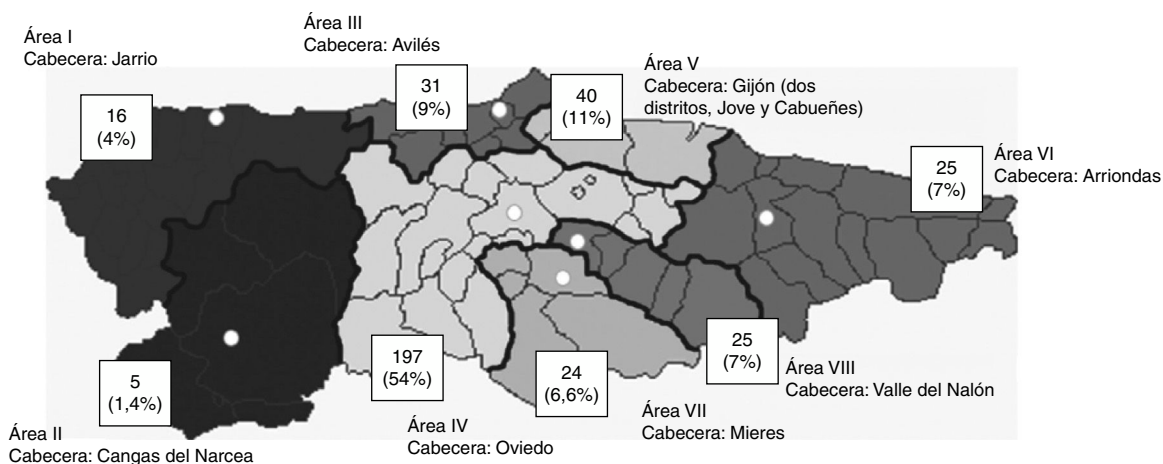 Área I
Cabecera: Jarrio
16
(4%)
Área III
Cabecera: Avilés
31
(9%)
40
(11%)
Área V
Cabecera: Gijón (dos
distritos, Jove y Cabueñes)
25
(7%)
Área VI
Cabecera: Arriondas
5
(1,4%)
Área II
Cabecera: Cangas del Narcea
197
(54%)
Área IV
Cabecera: Oviedo
24
(6,6%)
Área VII
Cabecera: Mieres
25
(7%)
Área VIII
Cabecera: Valle del Nalón